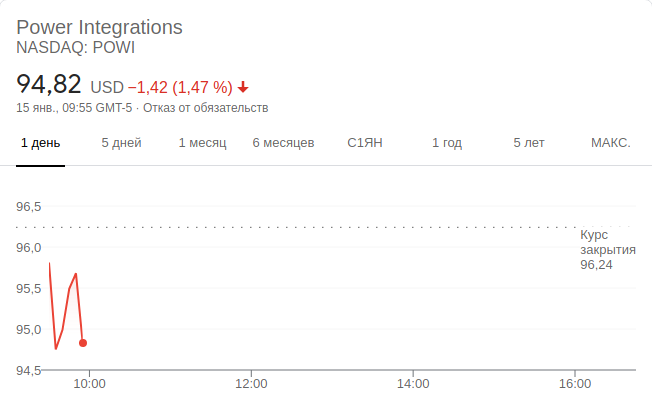 Power Integrations
NASDAQ: POWI
94,82 USD −1,42 (1,47 %)
15 янв., 09:55 GMT-5 · Отказ от обязательств
1 день 5 дней 1 месяц 6 месяцев С1ЯН 1 год 5 лет МАКС.
96,5
96,0
95,5
95,0
94,5
Курс
закрытия
96,24
10:00 12:00 14:00 16:00